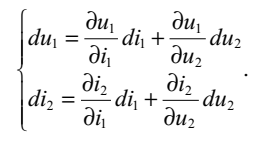 du₁ = ∂u₁/∂i₁ di₁ + ∂u₁/∂u₂ du₂
di₂ = ∂i₂/∂i₁ di₁ + ∂i₂/∂u₂ du₂ .